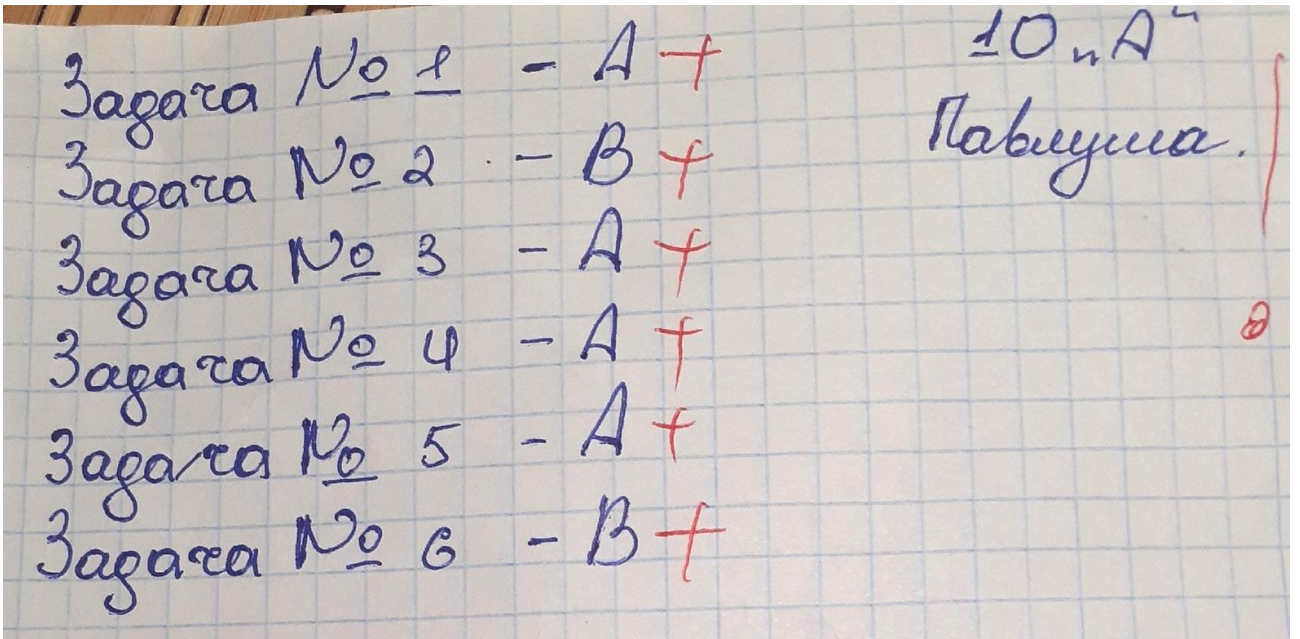 Задача № 1 - А +
Задача № 2 - В +
Задача № 3 - А +
Задача № 4 - А +
Задача № 5 - А +
Задача № 6 - В +
10 „А“
Павлуша.